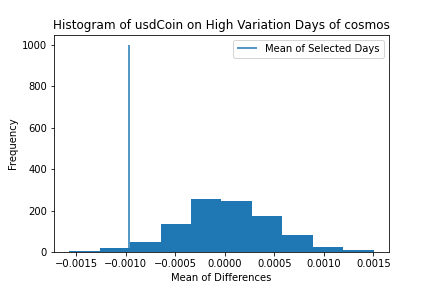 Histogram of usdCoin on High Variation Days of cosmos
Mean of Selected Days
Frequency
1000
800
600
400
200
0
−0.0015 −0.0010 −0.0005 0.0000 0.0005 0.0010 0.0015
Mean of Differences